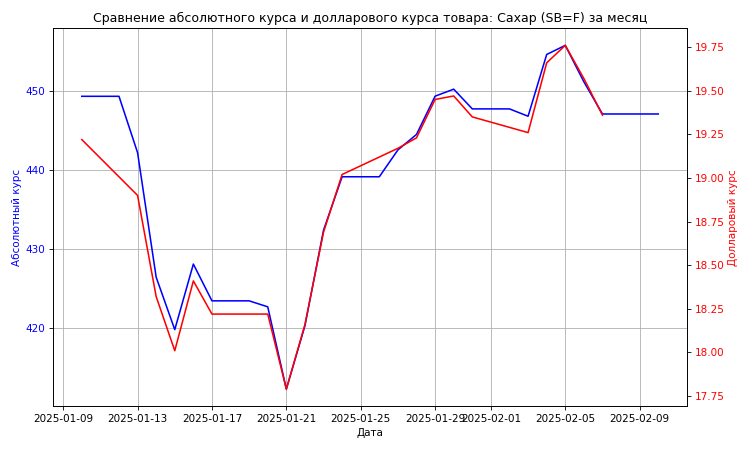 Сравнение абсолютного курса и долларового курса товара: Сахар (SB=F) за месяц
Абсолютный курс
450
440
430
420
19.75
19.50
19.25
19.00
18.75
18.50
18.25
18.00
17.75
Долларовый курс
2025-01-09 2025-01-13 2025-01-17 2025-01-21 2025-01-25 2025-01-29 2025-02-01 2025-02-05 2025-02-09
Дата